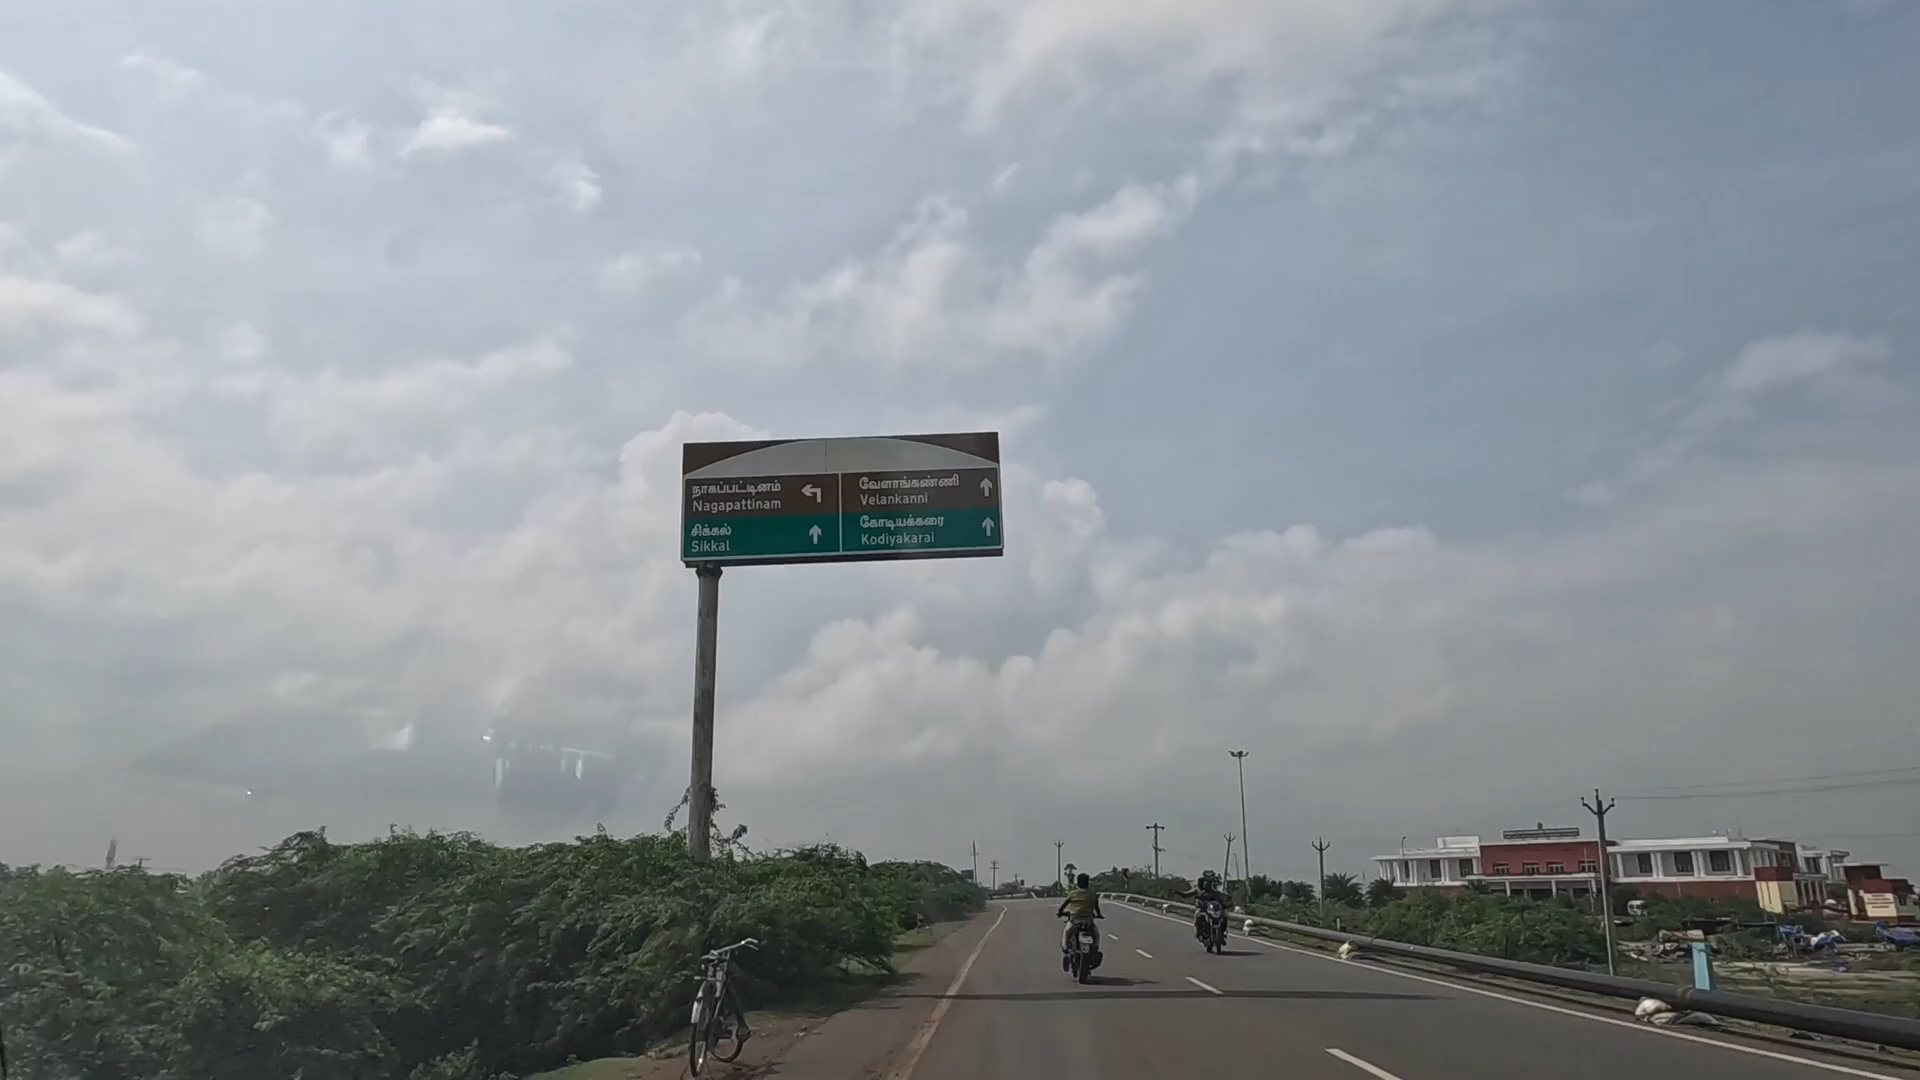 நாகப்பட்டினம்
Nagapattinam
சிக்கல்
Sikkal
வேளாங்கண்ணி
Velankanni
கோடியக்கரை
Kodiyakarai